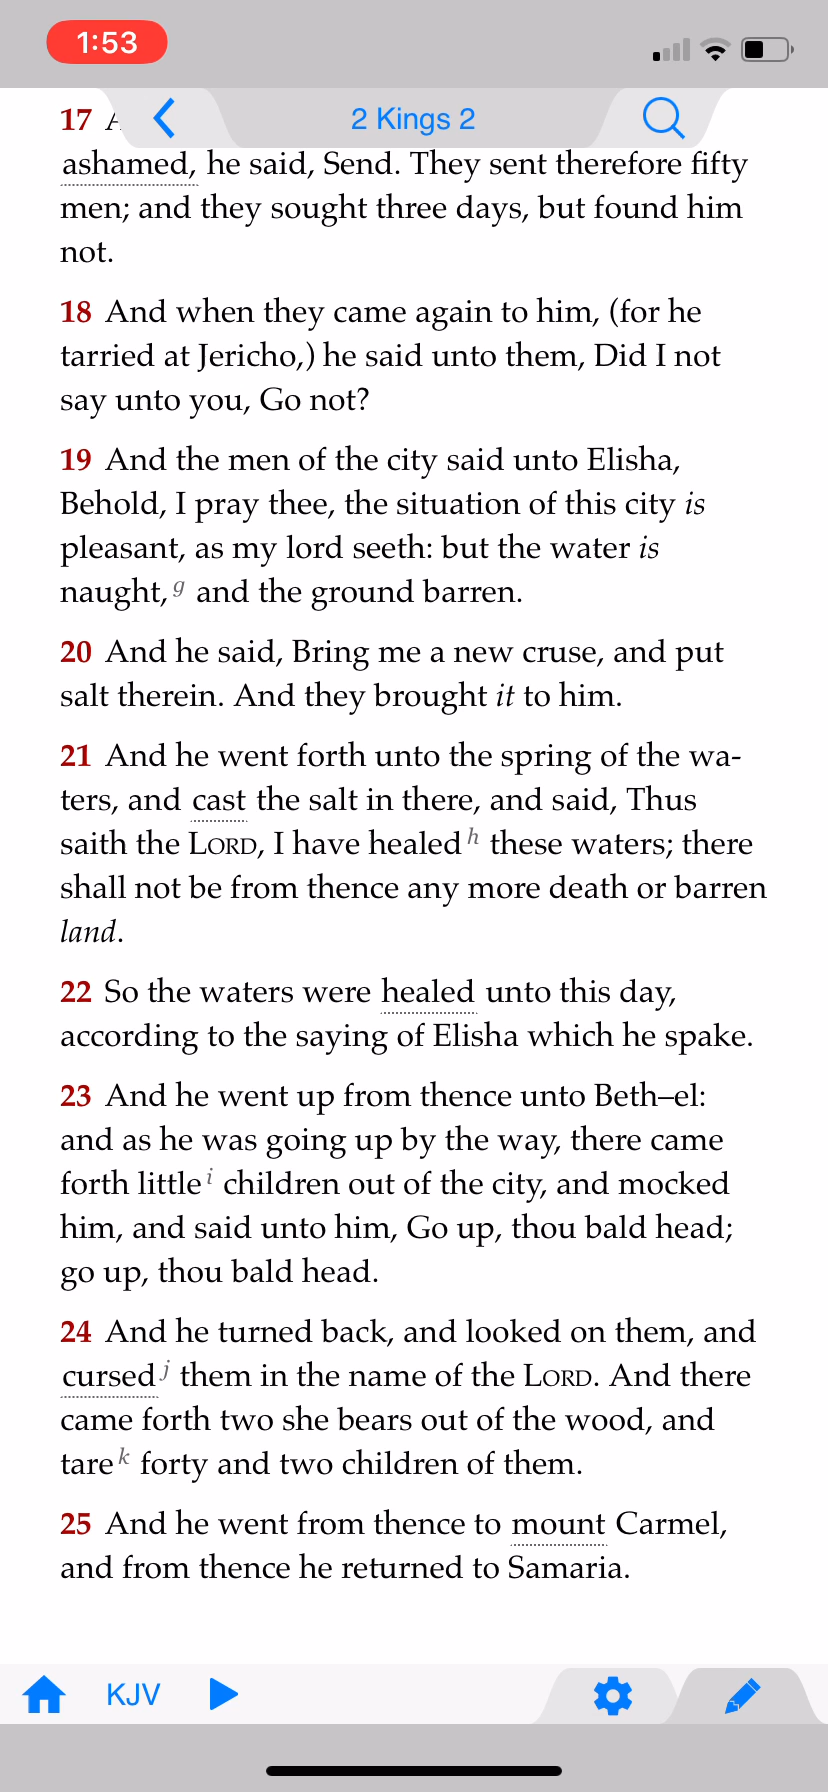 1:53
2 Kings 2
17
ashamed, he said, Send. They sent therefore fifty
men; and they sought three days, but found him
not.
18 And when they came again to him, (for he
tarried at Jericho,) he said unto them, Did I not
say unto you, Go not?
19 And the men of the city said unto Elisha,
Behold, I pray thee, the situation of this city is
pleasant, as my lord seeth: but the water is
naught, g and the ground barren.
20 And he said, Bring me a new cruse, and put
salt therein. And they brought it to him.
21 And he went forth unto the spring of the wa-
ters, and cast the salt in there, and said, Thus
saith the LORD, I have healed h these waters; there
shall not be from thence any more death or barren
land.
22 So the waters were healed unto this day,
according to the saying of Elisha which he spake.
23 And he went up from thence unto Beth–el:
and as he was going up by the way, there came
forth little i children out of the city, and mocked
him, and said unto him, Go up, thou bald head;
go up, thou bald head.
24 And he turned back, and looked on them, and
cursed j them in the name of the LORD. And there
came forth two she bears out of the wood, and
tare k forty and two children of them.
25 And he went from thence to mount Carmel,
and from thence he returned to Samaria.
KJV